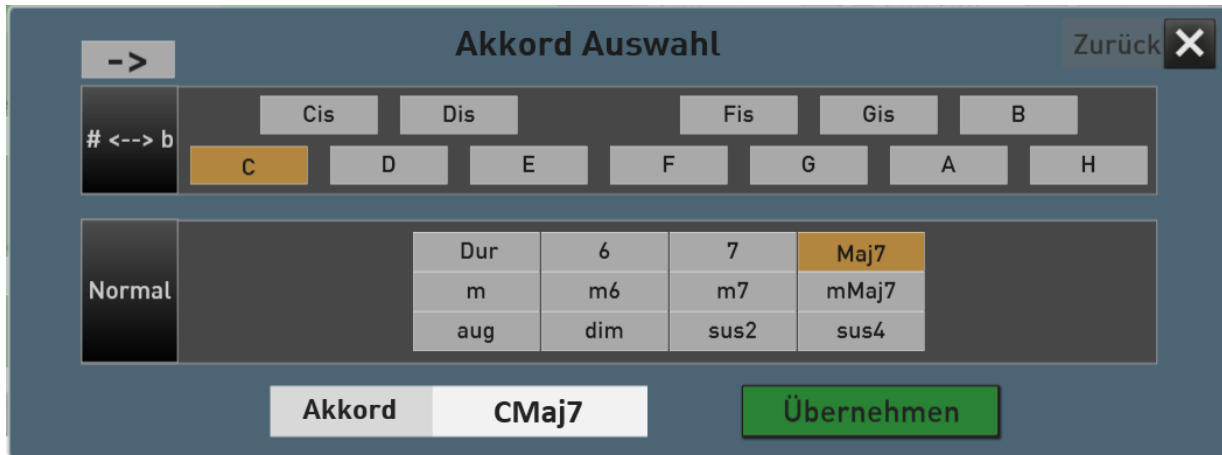 Akkord Auswahl
Zurück
->
# <--> b
Cis Dis Fis Gis B
C D E F G A H
Normal
Dur 6 7 Maj7
m m6 m7 mMaj7
aug dim sus2 sus4
Akkord CMaj7 Übernehmen